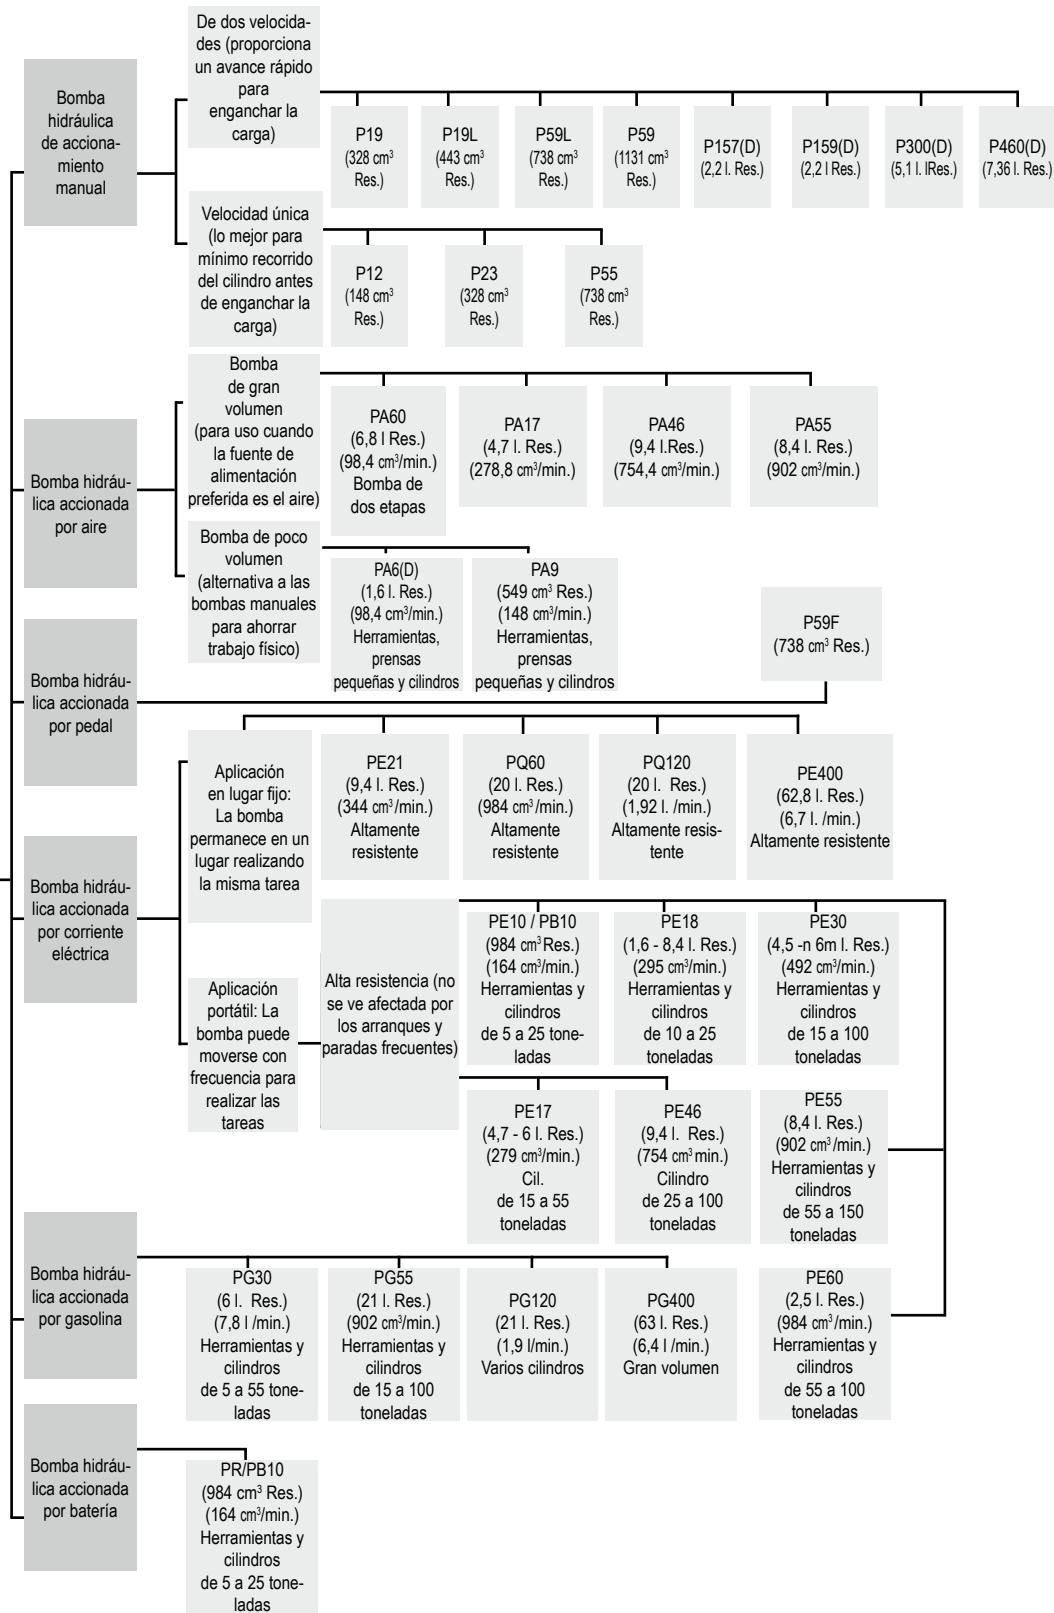 De dos velocida-
des (proporciona
un avance rápido
para
enganchar la
carga)
Bomba
hidráulica
de acciona-
miento
manual
P19
(328 cm³
Res.)
P19L
(443 cm³
Res.)
P59L
(738 cm³
Res.)
P59
(1131 cm³
Res.)
P157(D)
(2,2 l. Res.)
P159(D)
(2,2 l Res.)
P300(D)
(5,1 l. lRes.)
P460(D)
(7,36 l. Res.)
Velocidad única
(lo mejor para
mínimo recorrido
del cilindro antes
de enganchar la
carga)
P12
(148 cm³
Res.)
P23
(328 cm³
Res.)
P55
(738 cm³
Res.)
Bomba
de gran
volumen
(para uso cuando
la fuente de
alimentación
preferida es el aire)
PA60
(6,8 l Res.)
(98,4 cm³/min.)
Bomba de
dos etapas
PA17
(4,7 l. Res.)
(278,8 cm³/min.)
PA46
(9,4 l.Res.)
(754,4 cm³/min.)
PA55
(8,4 l. Res.)
(902 cm³/min.)
Bomba hidráu-
lica accionada
por aire
Bomba de poco
volumen
(alternativa a las
bombas manuales
para ahorrar
trabajo físico)
PA6(D)
(1,6 l. Res.)
(98,4 cm³/min.)
Herramientas,
prensas
pequeñas y cilindros
PA9
(549 cm³ Res.)
(148 cm³/min.)
Herramientas,
prensas
pequeñas y cilindros
P59F
(738 cm³ Res.)
Bomba hidráu-
lica accionada
por pedal
Aplicación
en lugar fijo:
La bomba
permanece en un
lugar realizando
la misma tarea
PE21
(9,4 l. Res.)
(344 cm³/min.)
Altamente
resistente
PQ60
(20 l. Res.)
(984 cm³/min.)
Altamente
resistente
PQ120
(20 l. Res.)
(1,92 l. /min.)
Altamente resis-
tente
PE400
(62,8 l. Res.)
(6,7 l. /min.)
Altamente resistente
Bomba hidráu-
lica accionada
por corriente
eléctrica
Aplicación
portátil: La
bomba puede
moverse con
frecuencia para
realizar las
tareas
Alta resistencia (no
se ve afectada por
los arranques y
paradas frecuentes)
PE10 / PB10
(984 cm³ Res.)
(164 cm³/min.)
Herramientas y
cilindros
de 5 a 25 tone-
ladas
PE18
(1,6 - 8,4 l. Res.)
(295 cm³/min.)
Herramientas y
cilindros
de 10 a 25
toneladas
PE30
(4,5 -n 6m l. Res.)
(492 cm³/min.)
Herramientas y
cilindros
de 15 a 100
toneladas
PE17
(4,7 - 6 l. Res.)
(279 cm³/min.)
Cil.
de 15 a 55
toneladas
PE46
(9,4 l. Res.)
(754 cm³ min.)
Cilindro
de 25 a 100
toneladas
PE55
(8,4 l. Res.)
(902 cm³/min.)
Herramientas y
cilindros
de 55 a 150
toneladas
Bomba hidráu-
lica accionada
por gasolina
PG30
(6 l. Res.)
(7,8 l /min.)
Herramientas y
cilindros
de 5 a 55 tone-
ladas
PG55
(21 l. Res.)
(902 cm³/min.)
Herramientas y
cilindros
de 15 a 100
toneladas
PG120
(21 l. Res.)
(1,9 l/min.)
Varios cilindros
PG400
(63 l. Res.)
(6,4 l /min.)
Gran volumen
PE60
(2,5 l. Res.)
(984 cm³/min.)
Herramientas y
cilindros
de 55 a 100
toneladas
Bomba hidráu-
lica accionada
por batería
PR/PB10
(984 cm³ Res.)
(164 cm³/min.)
Herramientas y
cilindros
de 5 a 25 tone-
ladas